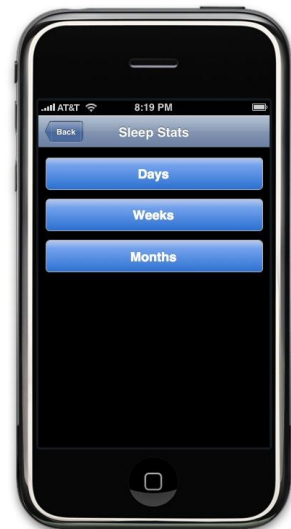 AT&T 8:19 PM
Back Sleep Stats
Days
Weeks
Months